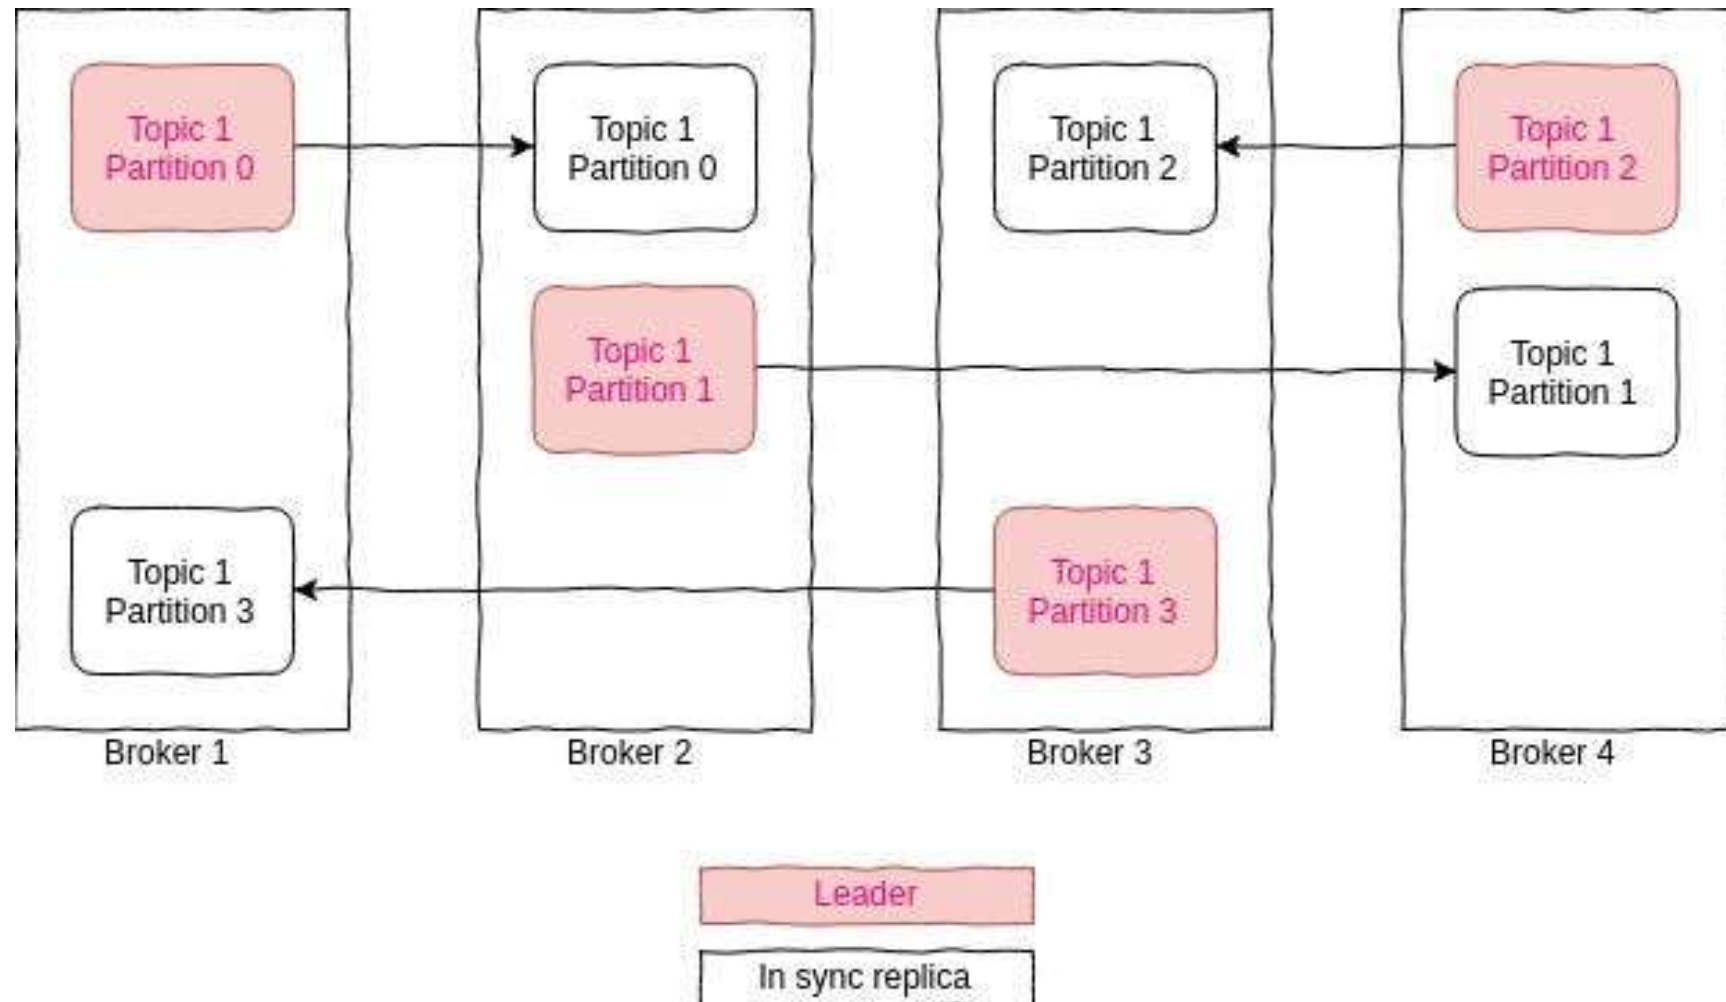 Topic 1
Partition 0
Topic 1
Partition 0
Topic 1
Partition 2
Topic 1
Partition 2
Topic 1
Partition 1
Topic 1
Partition 1
Topic 1
Partition 3
Topic 1
Partition 3
Broker 1
Broker 2
Broker 3
Broker 4
Leader
In sync replica